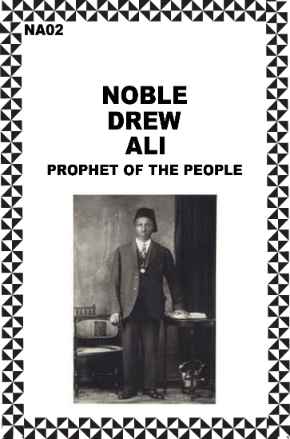 NA02
NOBLE
DREW
ALI
PROPHET OF THE PEOPLE